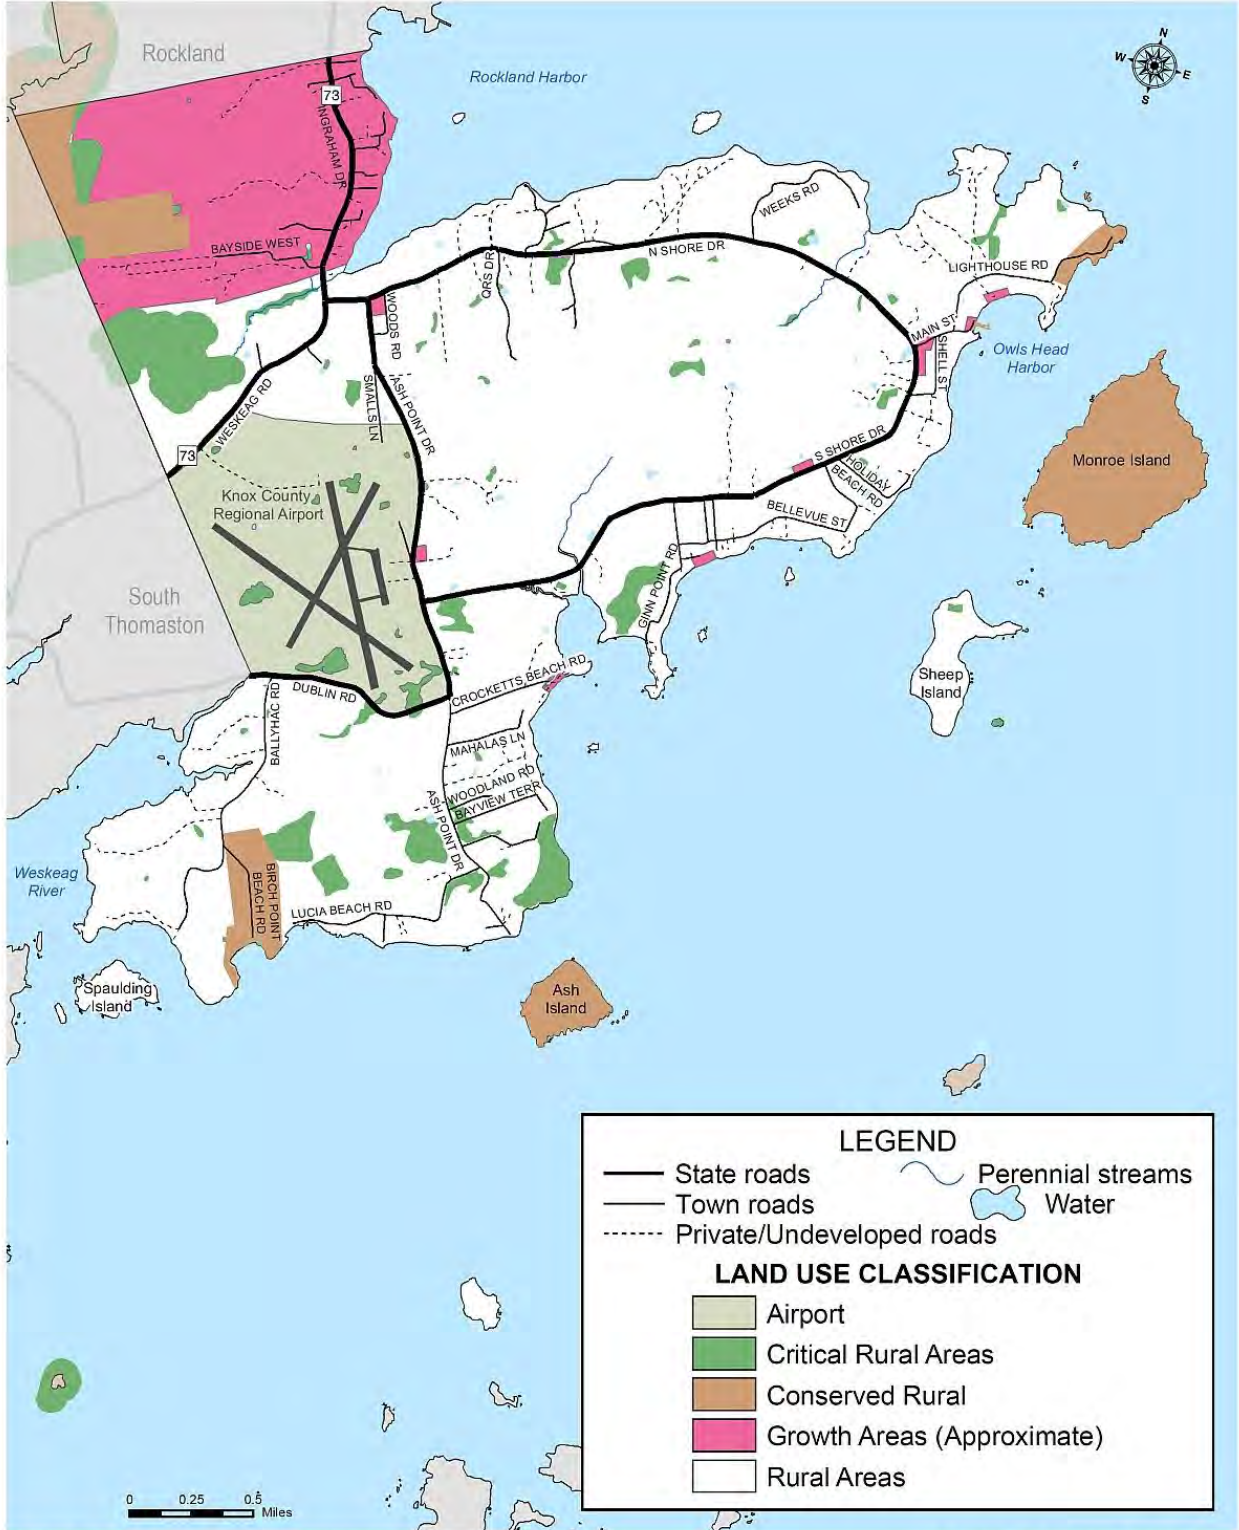 N
W
E
S
Rockland
Rockland Harbor
73
INGRAHAM DR
BAYSIDE WEST
WEEKS RD
N SHORE DR
QRS DR
LIGHTHOUSE RD
WOODS RD
MAIN ST
SHELL ST
Owls Head
Harbor
SMALLS LN
ASH POINT DR
WESKEAG RD
73
S SHORE DR
HOLIDAY
BEACH RD
Monroe Island
BELLEVUE ST
Knox County
Regional Airport
GINN POINT RD
South
Thomaston
CROCKETTS BEACH RD
Sheep
Island
DUBLIN RD
BALLYHAC RD
MAHALAS LN
WOODLAND RD
BAYVIEW TERR
ASH POINT DR
Weskeag
River
BIRCH POINT
BEACH RD
LUCIA BEACH RD
Spaulding
Island
Ash
Island
LEGEND
State roads
Perennial streams
Town roads
Water
Private/Undeveloped roads
LAND USE CLASSIFICATION
Airport
Critical Rural Areas
Conserved Rural
Growth Areas (Approximate)
Rural Areas
0 0.25 0.5
Miles